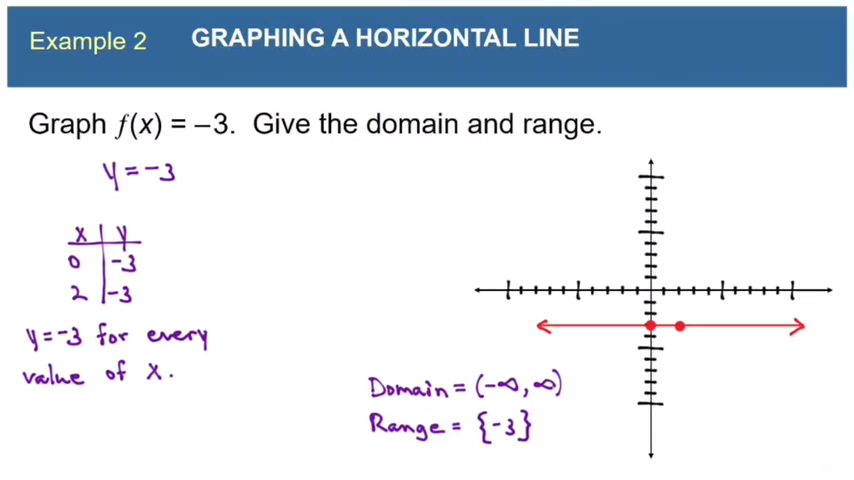 Example 2
GRAPHING A HORIZONTAL LINE
Graph f(x) = –3. Give the domain and range.
y = -3
x | y
0 | -3
2 | -3
y = -3 for every
value of x.
Domain = (-∞, ∞)
Range = {-3}